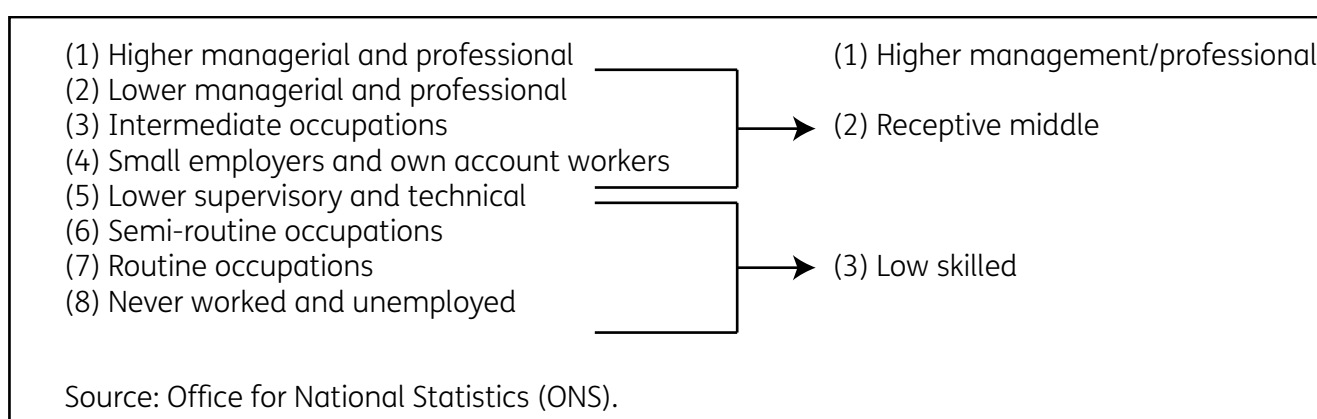 (1) Higher managerial and professional
(2) Lower managerial and professional
(3) Intermediate occupations
(4) Small employers and own account workers
(5) Lower supervisory and technical
(6) Semi-routine occupations
(7) Routine occupations
(8) Never worked and unemployed
(1) Higher management/professional
(2) Receptive middle
(3) Low skilled
Source: Office for National Statistics (ONS).